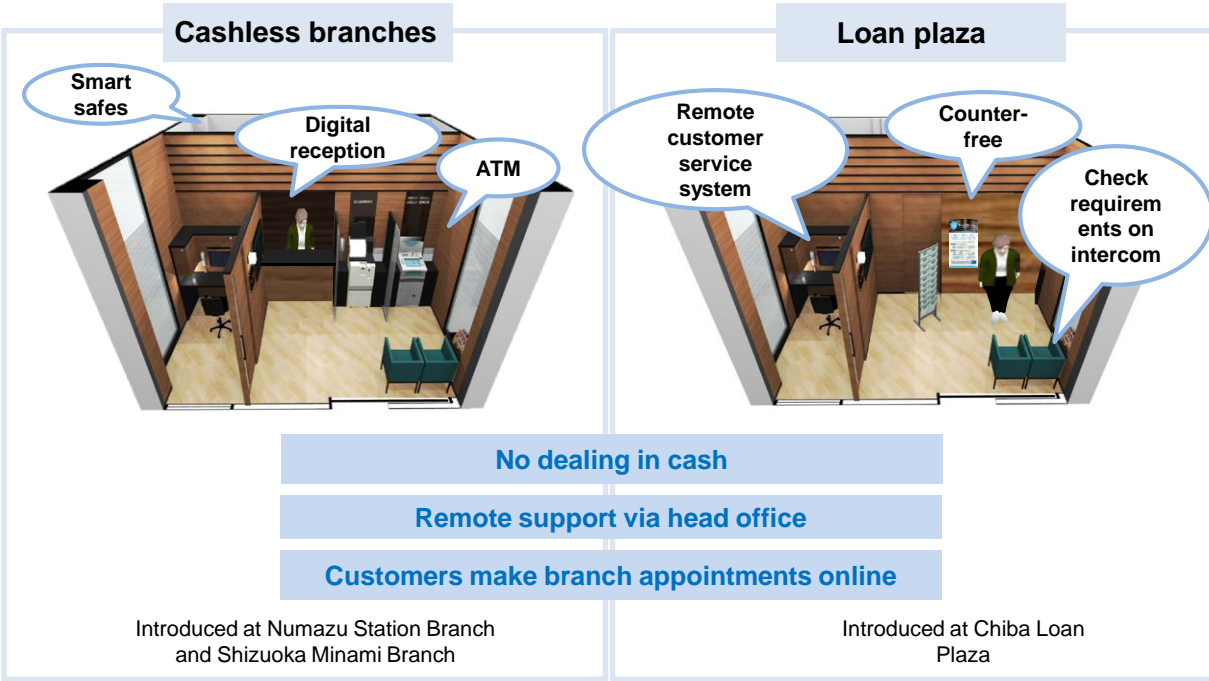 Cashless branches
Smart
safes
Digital
reception
ATM
Loan plaza
Remote
customer
service
system
Counter-
free
Check
requirem
ents on
intercom
No dealing in cash
Remote support via head office
Customers make branch appointments online
Introduced at Numazu Station Branch
and Shizuoka Minami Branch
Introduced at Chiba Loan
Plaza